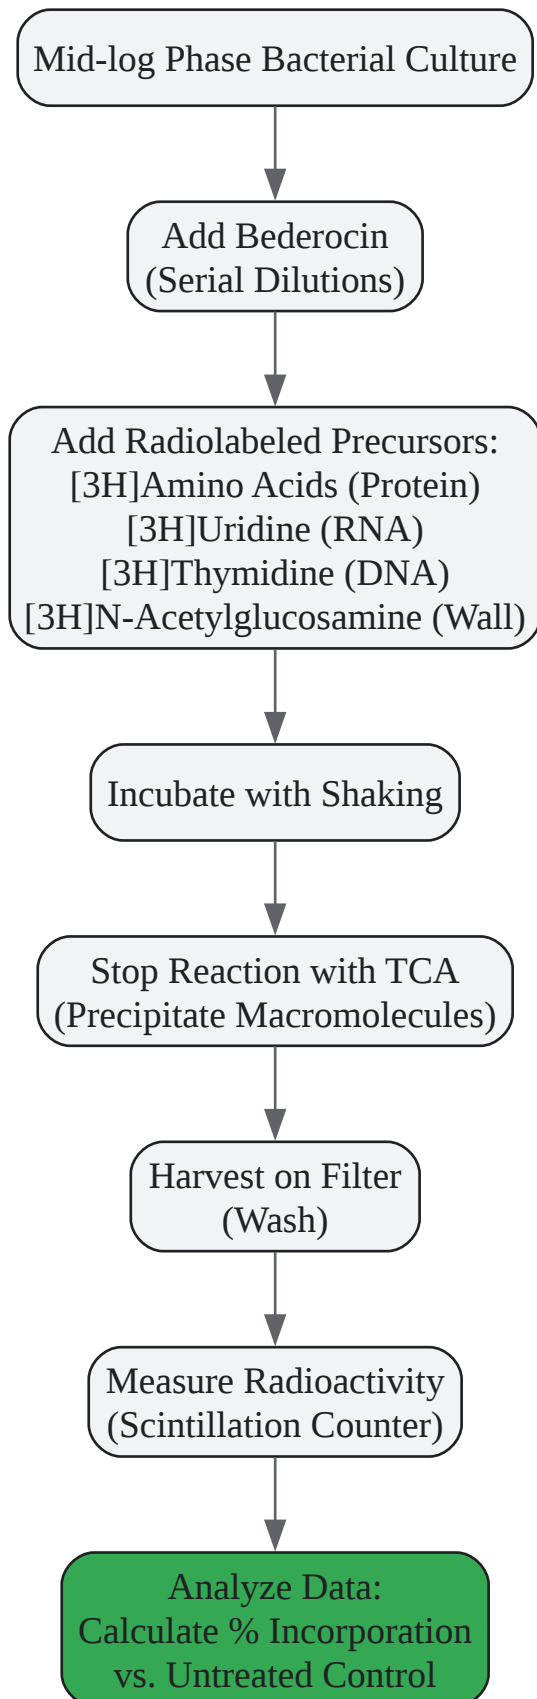 Mid-log Phase Bacterial Culture
Add Bederocin
(Serial Dilutions)
Add Radiolabeled Precursors:
[3H]Amino Acids (Protein)
[3H]Uridine (RNA)
[3H]Thymidine (DNA)
[3H]N-Acetylglucosamine (Wall)
Incubate with Shaking
Stop Reaction with TCA
(Precipitate Macromolecules)
Harvest on Filter
(Wash)
Measure Radioactivity
(Scintillation Counter)
Analyze Data:
Calculate % Incorporation
vs. Untreated Control